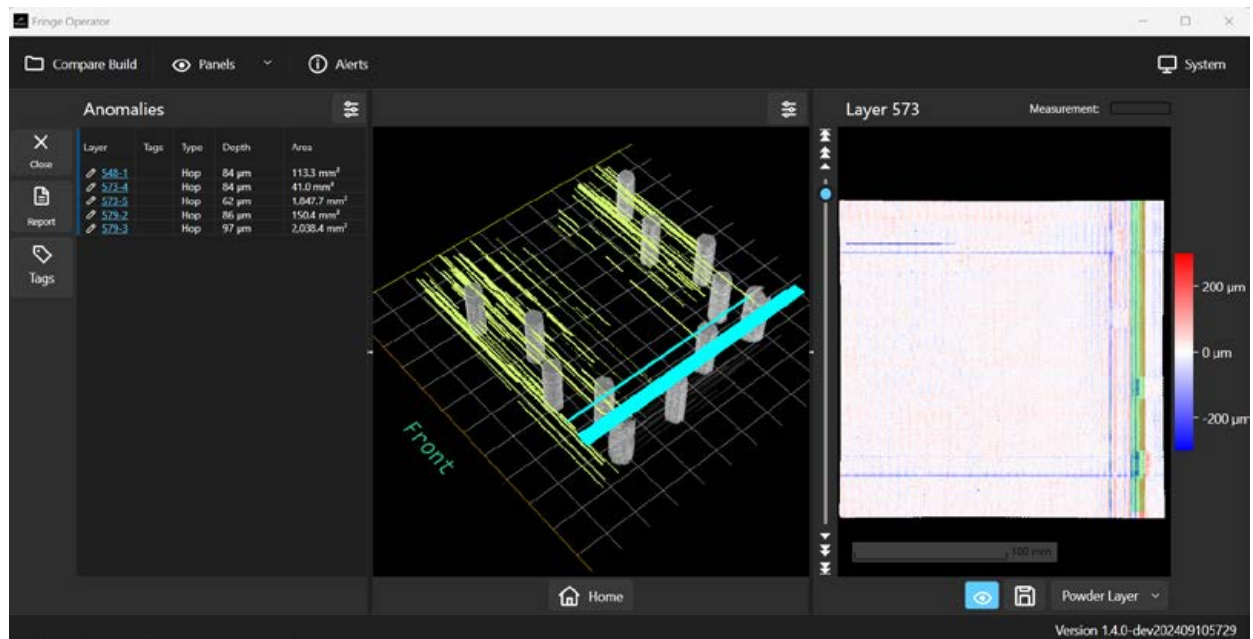 Fringe Operator
Compare Build
Panels
Alerts
System
Anomalies
Layer 573
Measurement:
Close
Report
Tags
Layer Tags Type Depth Area
548-1 Hop 84 µm 113.3 mm²
573-4 Hop 84 µm 41.0 mm²
573-5 Hop 62 µm 1,847.7 mm²
579-2 Hop 86 µm 150.4 mm²
579-3 Hop 97 µm 2,038.4 mm²
Front
200 µm
0 µm
-200 µm
100 mm
Home
Powder Layer
Version 1.4.0-dev202409105729